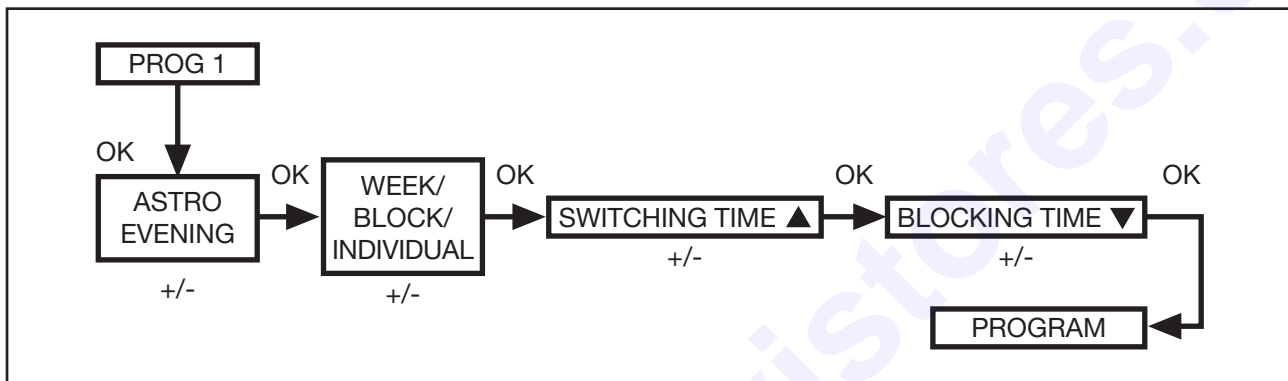 PROG 1
OK
ASTRO
EVENING
+/-
OK
WEEK/
BLOCK/
INDIVIDUAL
+/-
OK
SWITCHING TIME ▲
+/-
OK
BLOCKING TIME ▼
+/-
OK
PROGRAM